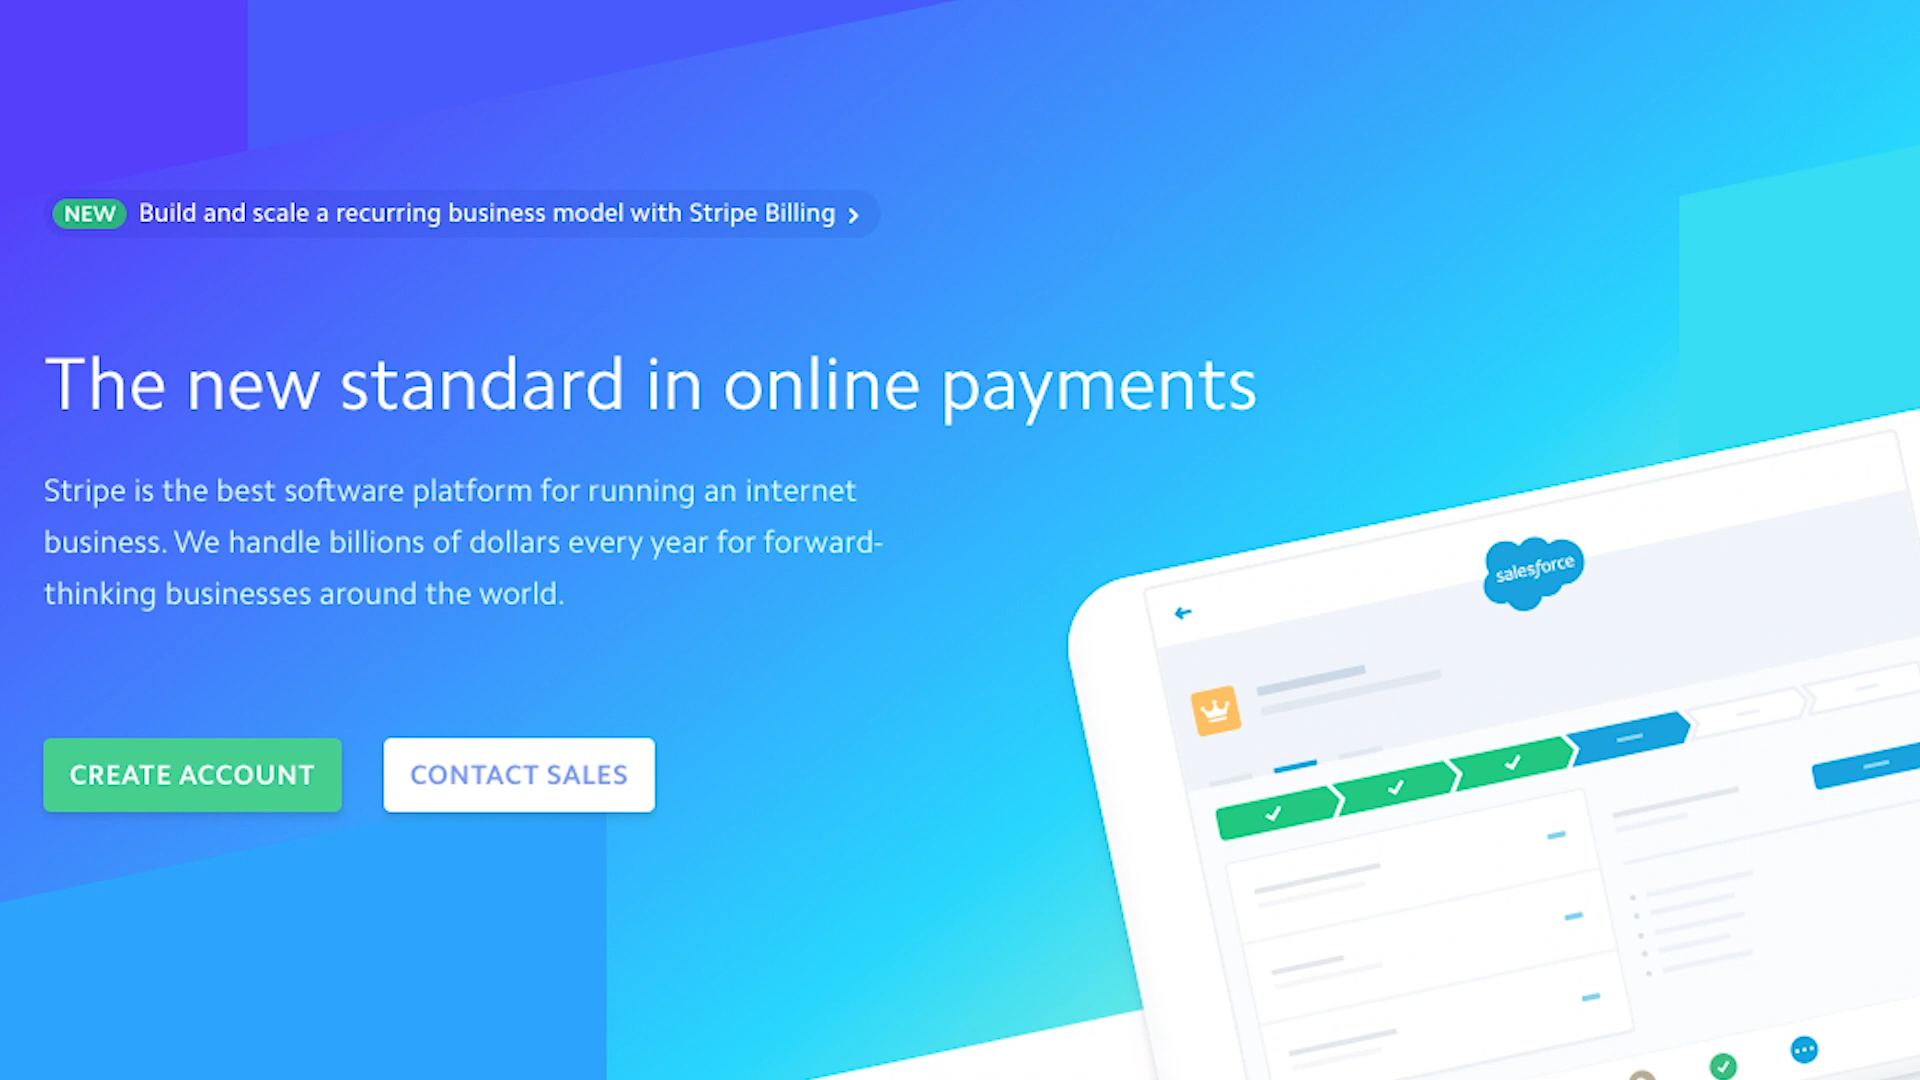 NEW Build and scale a recurring business model with Stripe Billing
The new standard in online payments
Stripe is the best software platform for running an internet
business. We handle billions of dollars every year for forward-
thinking businesses around the world.
CREATE ACCOUNT CONTACT SALES
salesforce